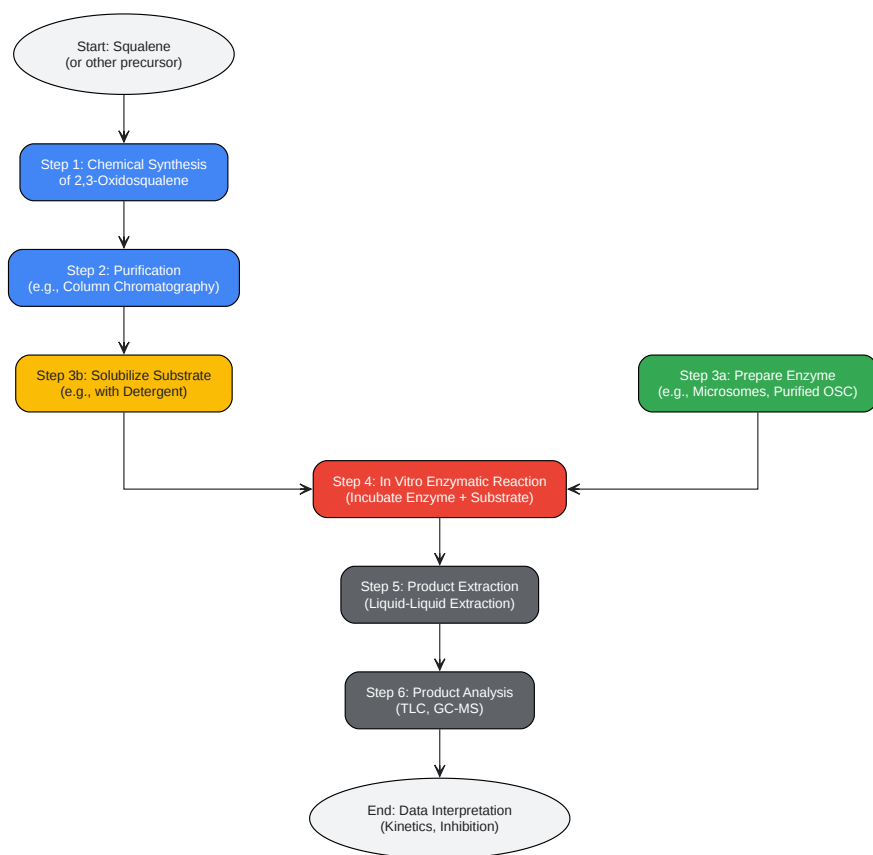 Start: Squalene
(or other precursor)
Step 1: Chemical Synthesis
of 2,3-Oxidosqualene
Step 2: Purification
(e.g., Column Chromatography)
Step 3b: Solubilize Substrate
(e.g., with Detergent)
Step 3a: Prepare Enzyme
(e.g., Microsomes, Purified OSC)
Step 4: In Vitro Enzymatic Reaction
(Incubate Enzyme + Substrate)
Step 5: Product Extraction
(Liquid-Liquid Extraction)
Step 6: Product Analysis
(TLC, GC-MS)
End: Data Interpretation
(Kinetics, Inhibition)